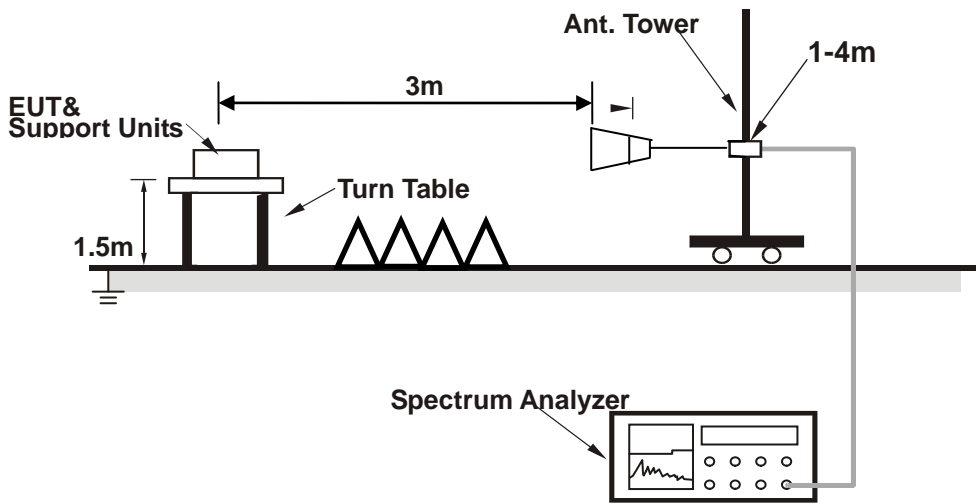 Ant. Tower
1-4m
3m
EUT&
Support Units
Turn Table
1.5m
Spectrum Analyzer